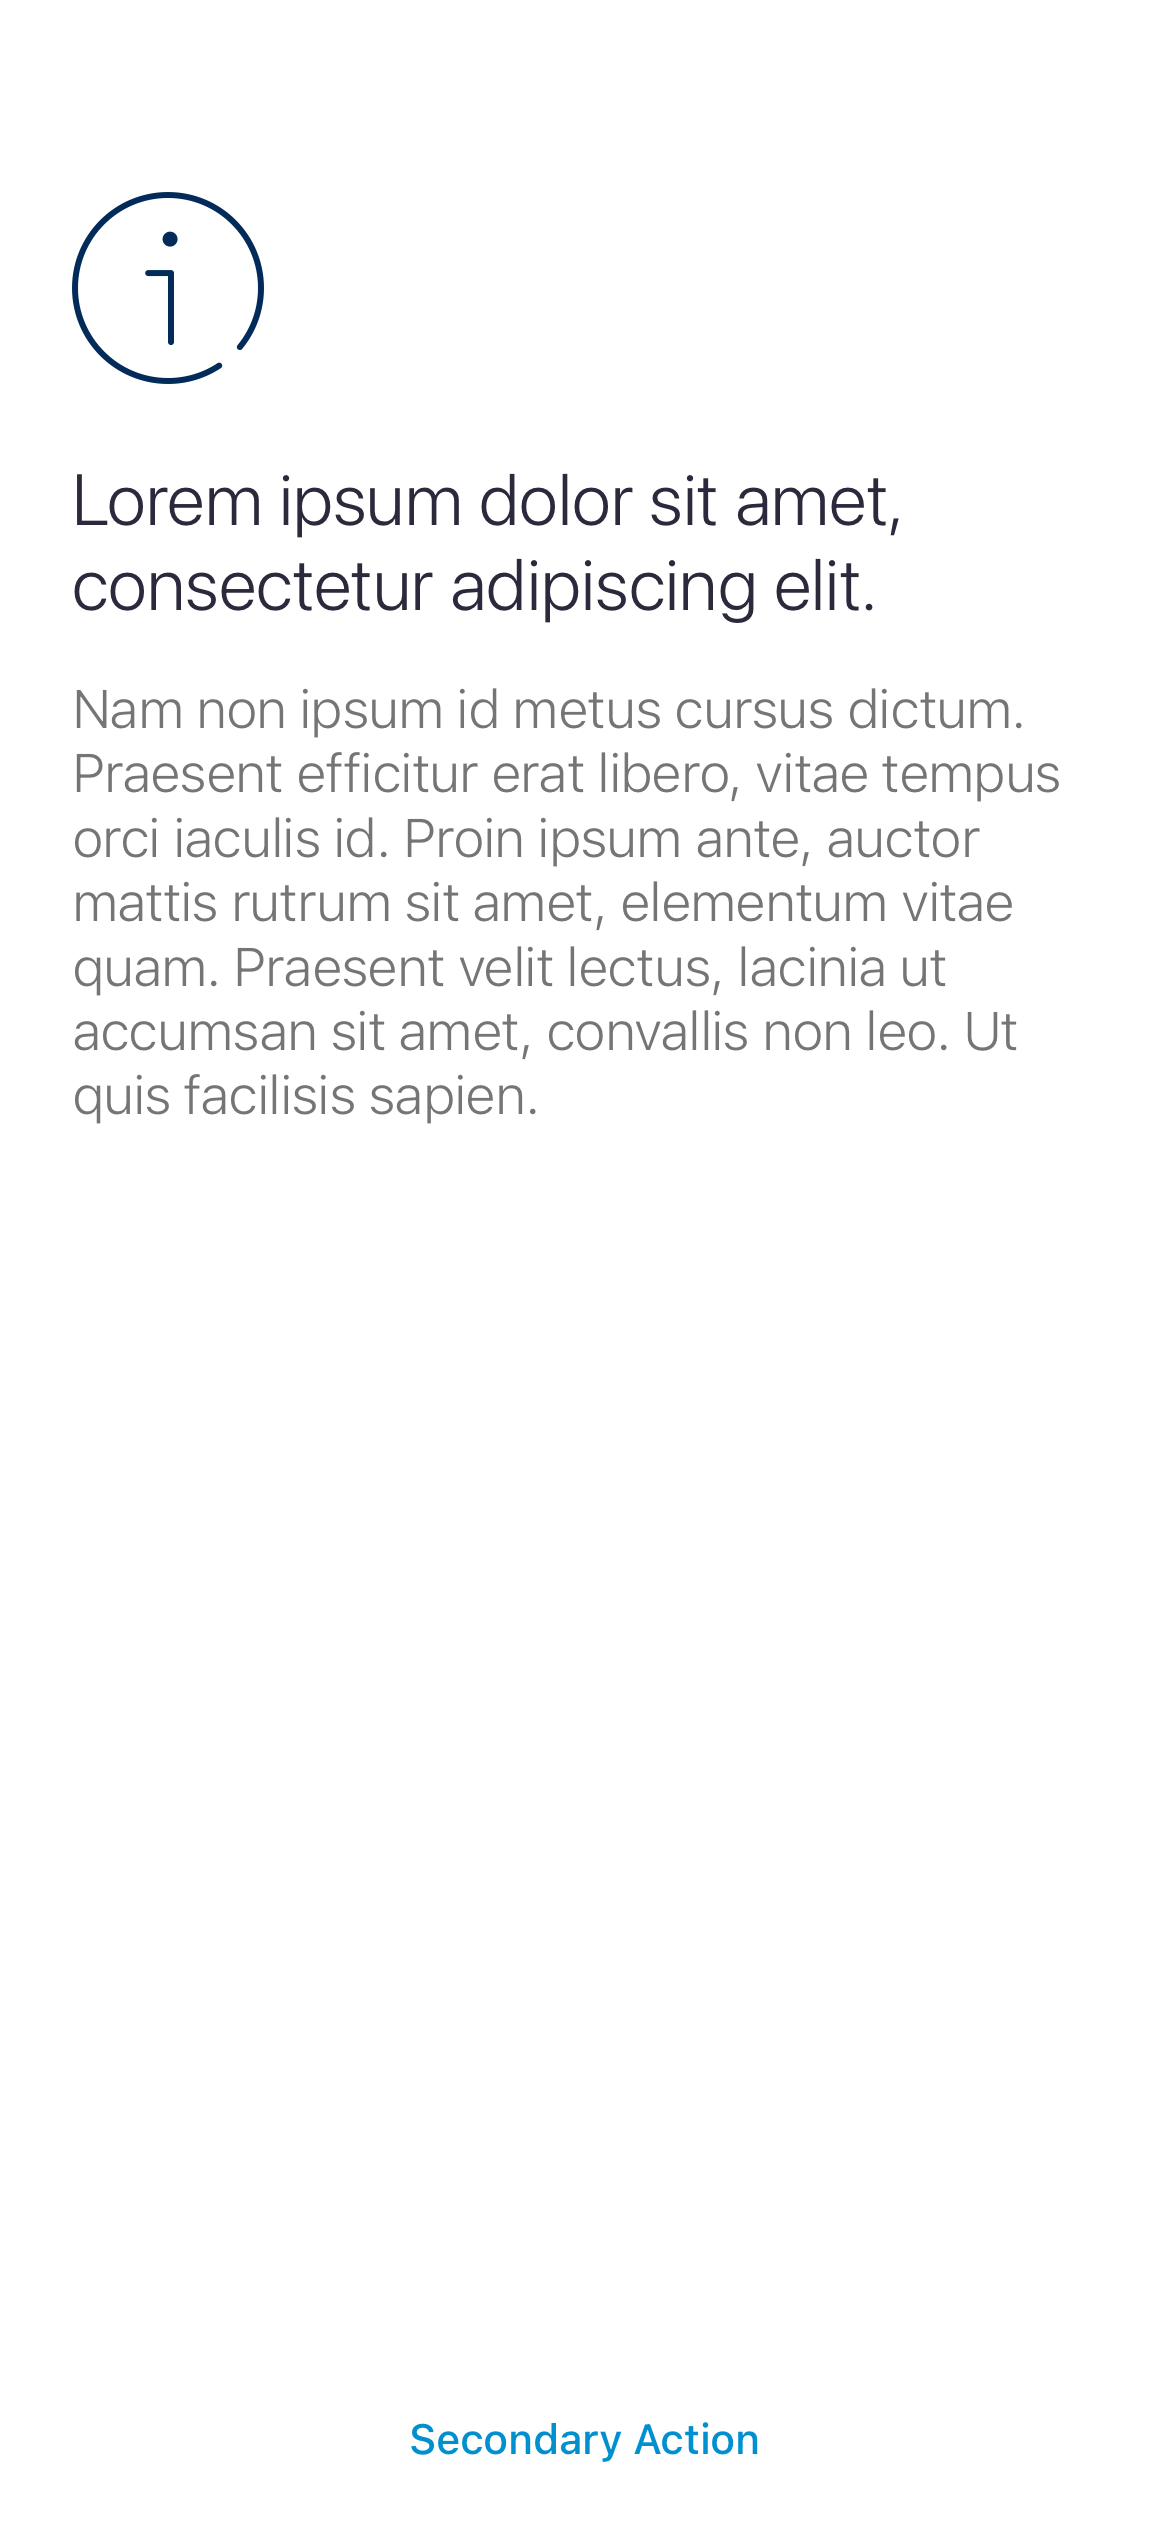 Lorem ipsum dolor sit amet,
consectetur adipiscing elit.
Nam non ipsum id metus cursus dictum.
Praesent efficitur erat libero, vitae tempus
orci iaculis id. Proin ipsum ante, auctor
mattis rutrum sit amet, elementum vitae
quam. Praesent velit lectus, lacinia ut
accumsan sit amet, convallis non leo. Ut
quis facilisis sapien.
Secondary Action